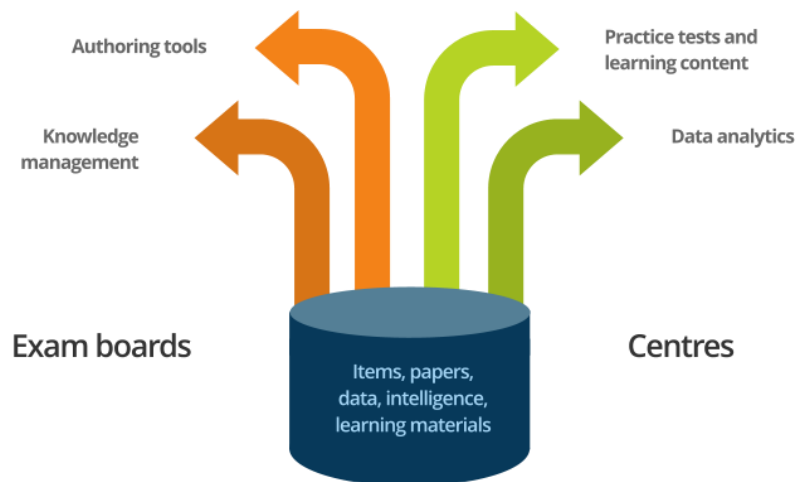 Authoring tools
Practice tests and
learning content
Knowledge
management
Data analytics
Exam boards
Centres
Items, papers,
data, intelligence,
learning materials